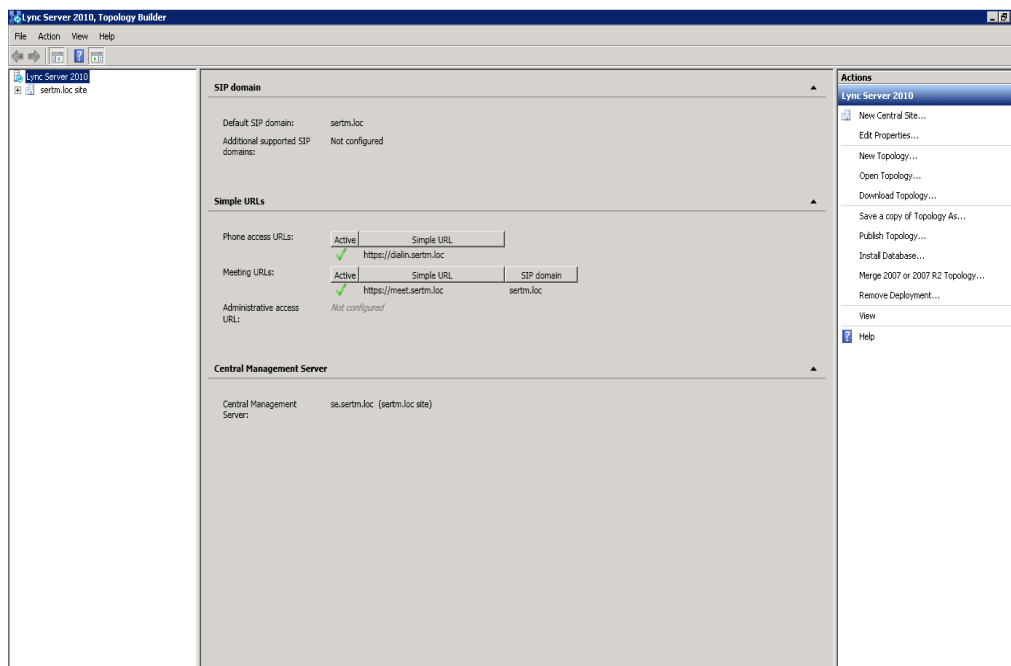 Lync Server 2010, Topology Builder
File Action View Help
Lync Server 2010
sertm.loc site
SIP domain
Default SIP domain: sertm.loc
Additional supported SIP domains: Not configured
Simple URLs
Phone access URLs: Active Simple URL
https://dialin.sertm.loc
Meeting URLs: Active Simple URL SIP domain
https://meet.sertm.loc sertm.loc
Administrative access URL: Not configured
Central Management Server
Central Management Server: se.sertm.loc (sertm.loc site)
Actions
Lync Server 2010
New Central Site...
Edit Properties...
New Topology...
Open Topology...
Download Topology...
Save a copy of Topology As...
Publish Topology...
Install Database...
Merge 2007 or 2007 R2 Topology...
Remove Deployment...
View
Help